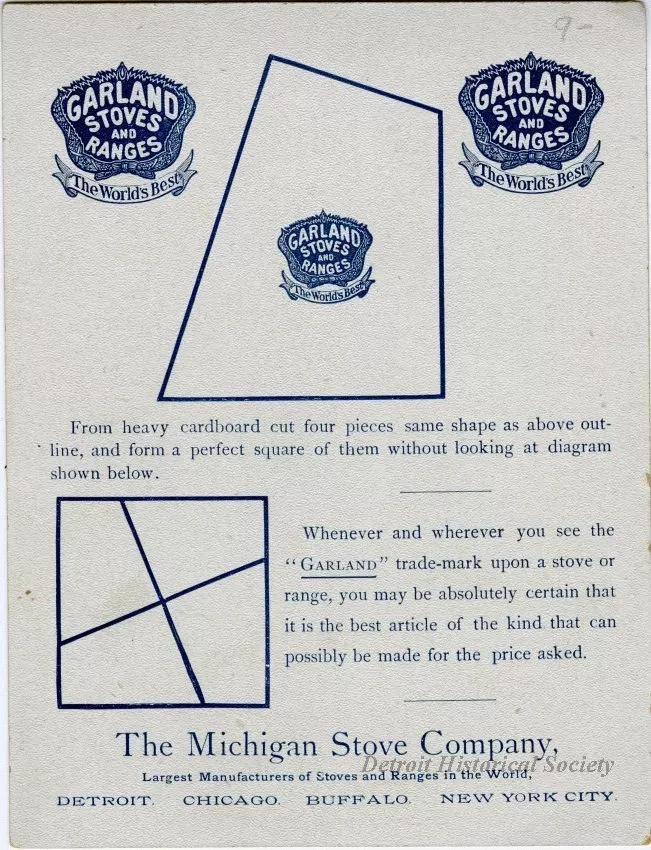 9-
GARLAND
STOVES
AND
RANGES
The World's Best
GARLAND
STOVES
AND
RANGES
The World's Best
GARLAND
STOVES
AND
RANGES
The World's Best
From heavy cardboard cut four pieces same shape as above out-
line, and form a perfect square of them without looking at diagram
shown below.
Whenever and wherever you see the
"GARLAND" trade-mark upon a stove or
range, you may be absolutely certain that
it is the best article of the kind that can
possibly be made for the price asked.
The Michigan Stove Company,
Detroit Historical Society
Largest Manufacturers of Stoves and Ranges in the World,
DETROIT. CHICAGO. BUFFALO. NEW YORK CITY.